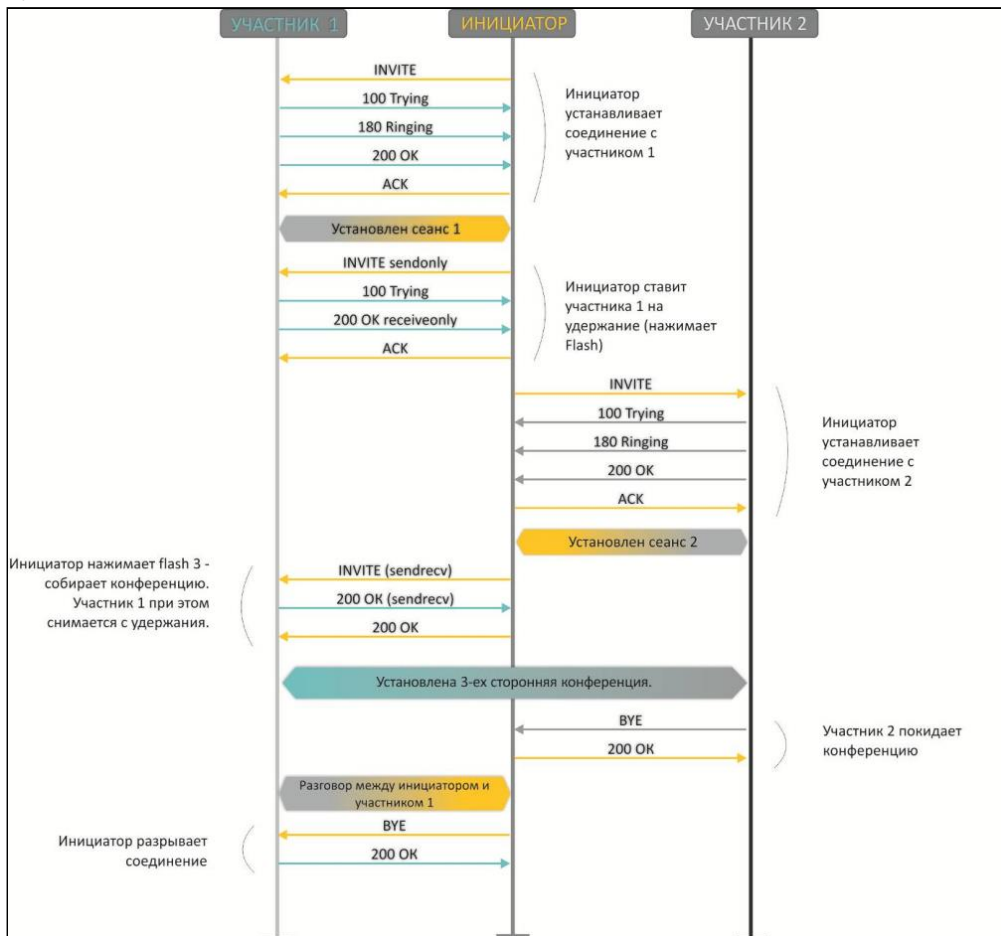 УЧАСТНИК 1
ИНИЦИАТОР
УЧАСТНИК 2
INVITE
100 Trying
180 Ringing
200 OK
ACK
Инициатор
устанавливает
соединение с
участником 1
Установлен сеанс 1
INVITE sendonly
100 Trying
200 OK receiveonly
ACK
Инициатор ставит
участника 1 на
удержание (нажимает
Flash)
INVITE
100 Trying
180 Ringing
200 OK
ACK
Инициатор
устанавливает
соединение с
участником 2
Установлен сеанс 2
Инициатор нажимает flash 3 -
собирает конференцию.
Участник 1 при этом
снимается с удержания.
INVITE (sendrecv)
200 OK (sendrecv)
200 OK
Установлена 3-ех сторонняя конференция.
BYE
200 OK
Участник 2 покидает
конференцию
Разговор между инициатором и
участником 1
Инициатор разрывает
соединение
BYE
200 OK